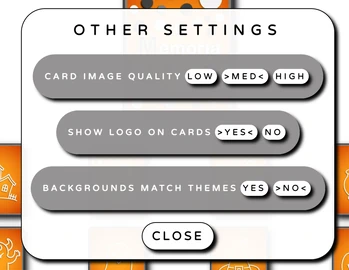 OTHER SETTINGS
CARD IMAGE QUALITY LOW >MED< HIGH
SHOW LOGO ON CARDS >YES< NO
BACKGROUNDS MATCH THEMES YES >NO<
CLOSE